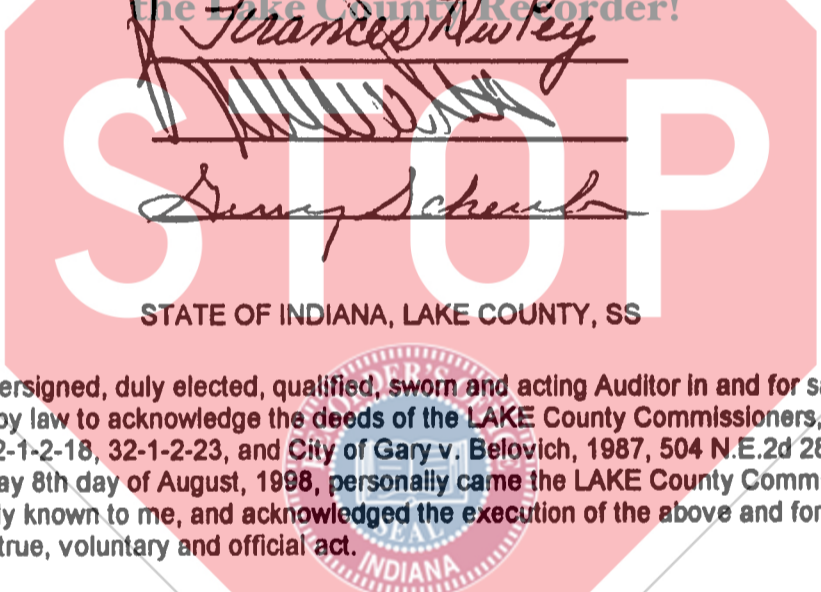 the Lake County Recorder!
Frances DuPey
STOP
STATE OF INDIANA, LAKE COUNTY, SS
ersigned, duly elected, qualified, sworn and acting Auditor in and for sa
by law to acknowledge the deeds of the LAKE County Commissioners,
2-1-2-18, 32-1-2-23, and City of Gary v. Belovich, 1987, 504 N.E.2d 28
ay 8th day of August, 1998, personally came the LAKE County Comm
ly known to me, and acknowledged the execution of the above and for
true, voluntary and official act.
RECORDER'S OFFICE
SEAL
INDIANA